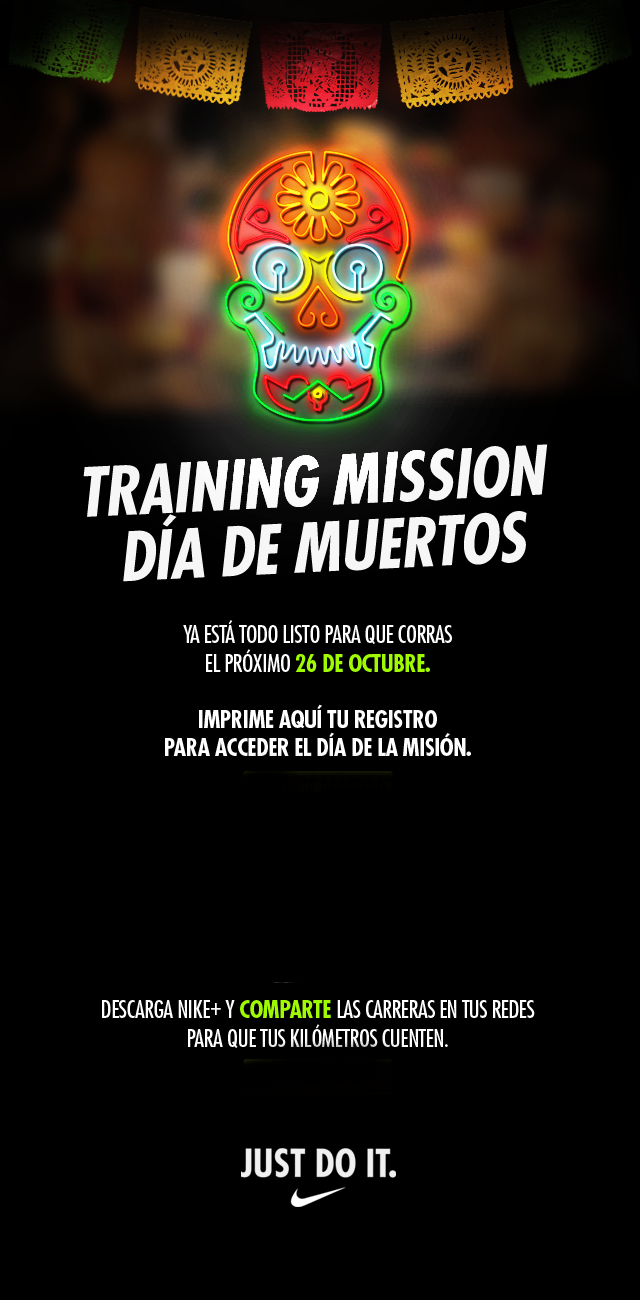 TRAINING MISSION
DÍA DE MUERTOS
YA ESTÁ TODO LISTO PARA QUE CORRAS
EL PRÓXIMO 26 DE OCTUBRE.
IMPRIME AQUÍ TU REGISTRO
PARA ACCEDER EL DÍA DE LA MISIÓN.
DESCARGA NIKE+ Y COMPARTE LAS CARRERAS EN TUS REDES
PARA QUE TUS KILÓMETROS CUENTEN.
JUST DO IT.